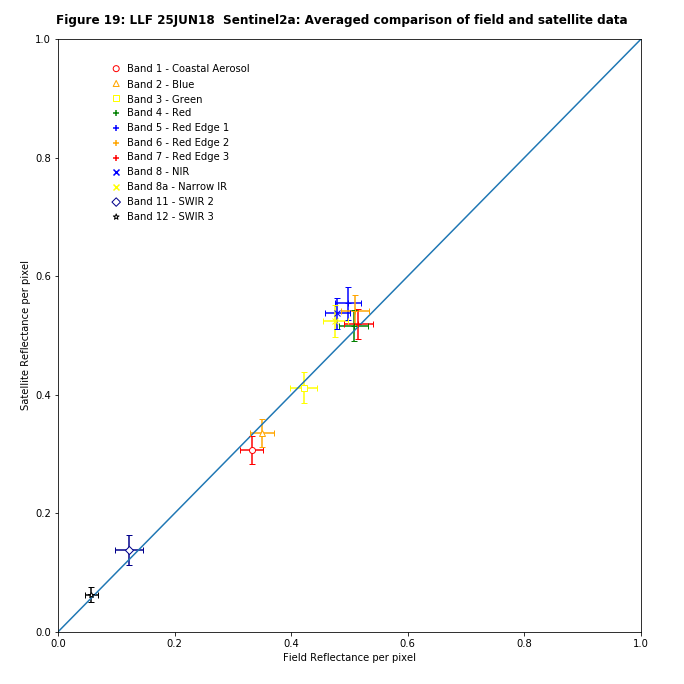 Figure 19: LLF 25JUN18  Sentinel2a: Averaged comparison of field and satellite data
1.0
Band 1 - Coastal Aerosol
Band 2 - Blue
Band 3 - Green
Band 4 - Red
Band 5 - Red Edge 1
Band 6 - Red Edge 2
Band 7 - Red Edge 3
Band 8 - NIR
Band 8a - Narrow IR
Band 11 - SWIR 2
Band 12 - SWIR 3
0.8
0.6
0.4
0.2
0.0
Satellite Reflectance per pixel
0.0 0.2 0.4 0.6 0.8 1.0
Field Reflectance per pixel